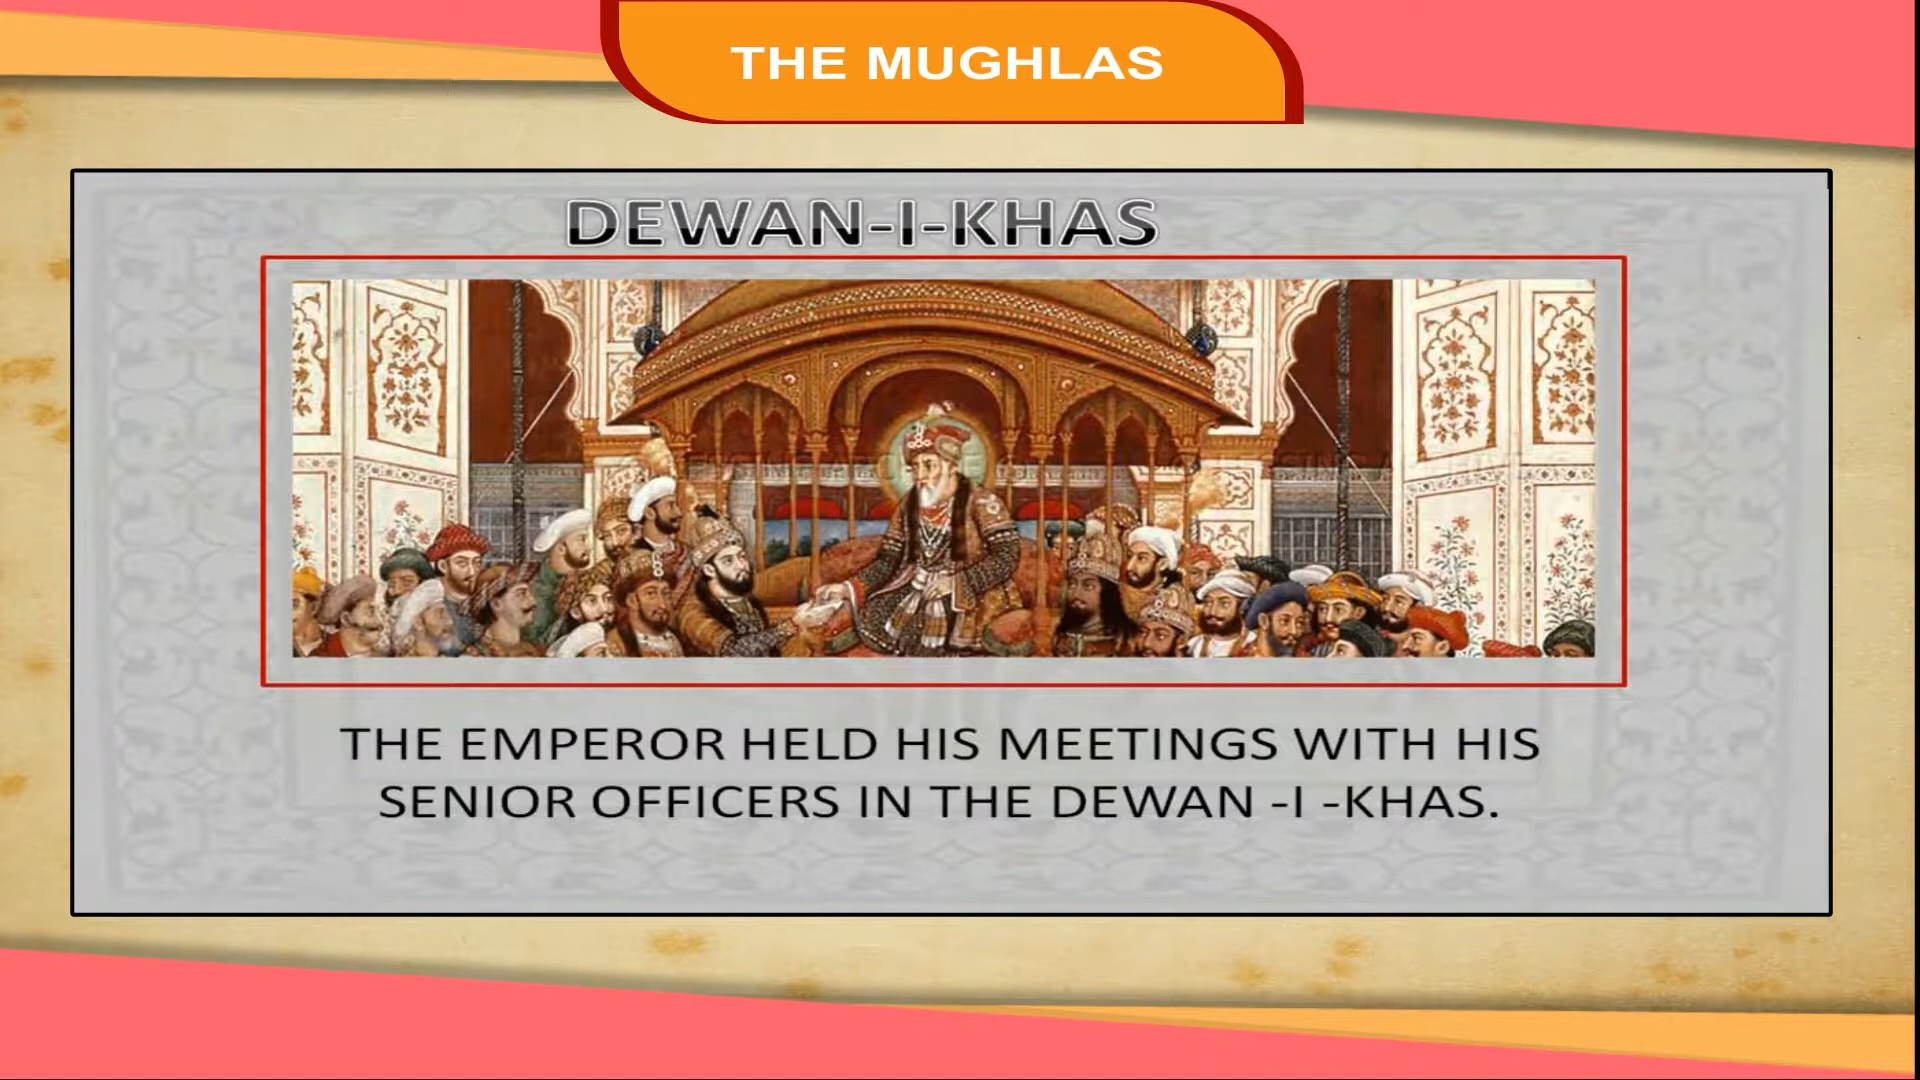 THE MUGHLAS
DEWAN-I-KHAS
THE EMPEROR HELD HIS MEETINGS WITH HIS
SENIOR OFFICERS IN THE DEWAN -I -KHAS.